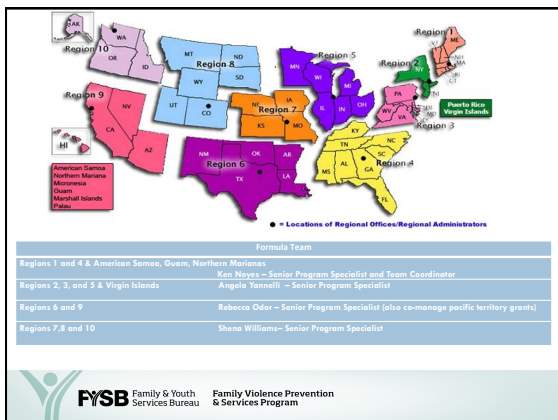 Region 10
AK
WA
OR
ID
Region 8
MT
ND
SD
WY
UT
CO
Region 5
MN
WI
MI
IL
IN
OH
Region 1
ME
NH
MA
RI
CT
Region 2
NY
NJ
Puerto Rico
Virgin Islands
Region 9
NV
CA
AZ
HI
Region 7
NE
IA
KS
MO
PA
WV
VA
MD
Region 3
American Samoa
Northern Mariana
Micronesia
Guam
Marshall Islands
Palau
Region 6
NM
OK
AR
TX
LA
KY
TN
NC
SC
MS
AL
GA
FL
Region 4
= Locations of Regional Offices/Regional Administrators
Formula Team
Regions 1 and 4 & American Samoa, Guam, Northern Marianas
Ken Noyes – Senior Program Specialist and Team Coordinator
Regions 2, 3, and 5 & Virgin Islands Angela Yannelli – Senior Program Specialist
Regions 6 and 9 Rebecca Odor – Senior Program Specialist (also co-manage pacific territory grants)
Regions 7,8 and 10 Shena Williams– Senior Program Specialist
FYSB Family & Youth Services Bureau
Family Violence Prevention & Services Program